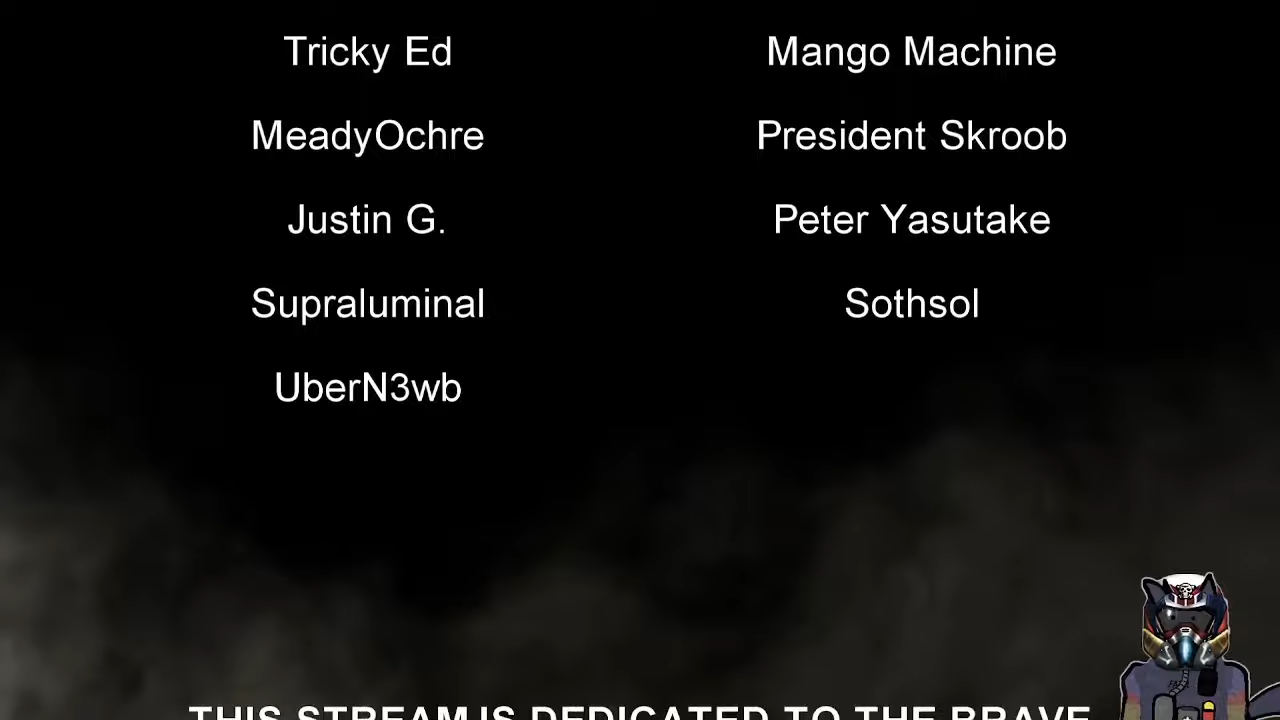 Tricky Ed Mango Machine
MeadyOchre President Skroob
Justin G. Peter Yasutake
Supraluminal Sothsol
UberN3wb
THIS STREAM IS DEDICATED TO THE BRAVE